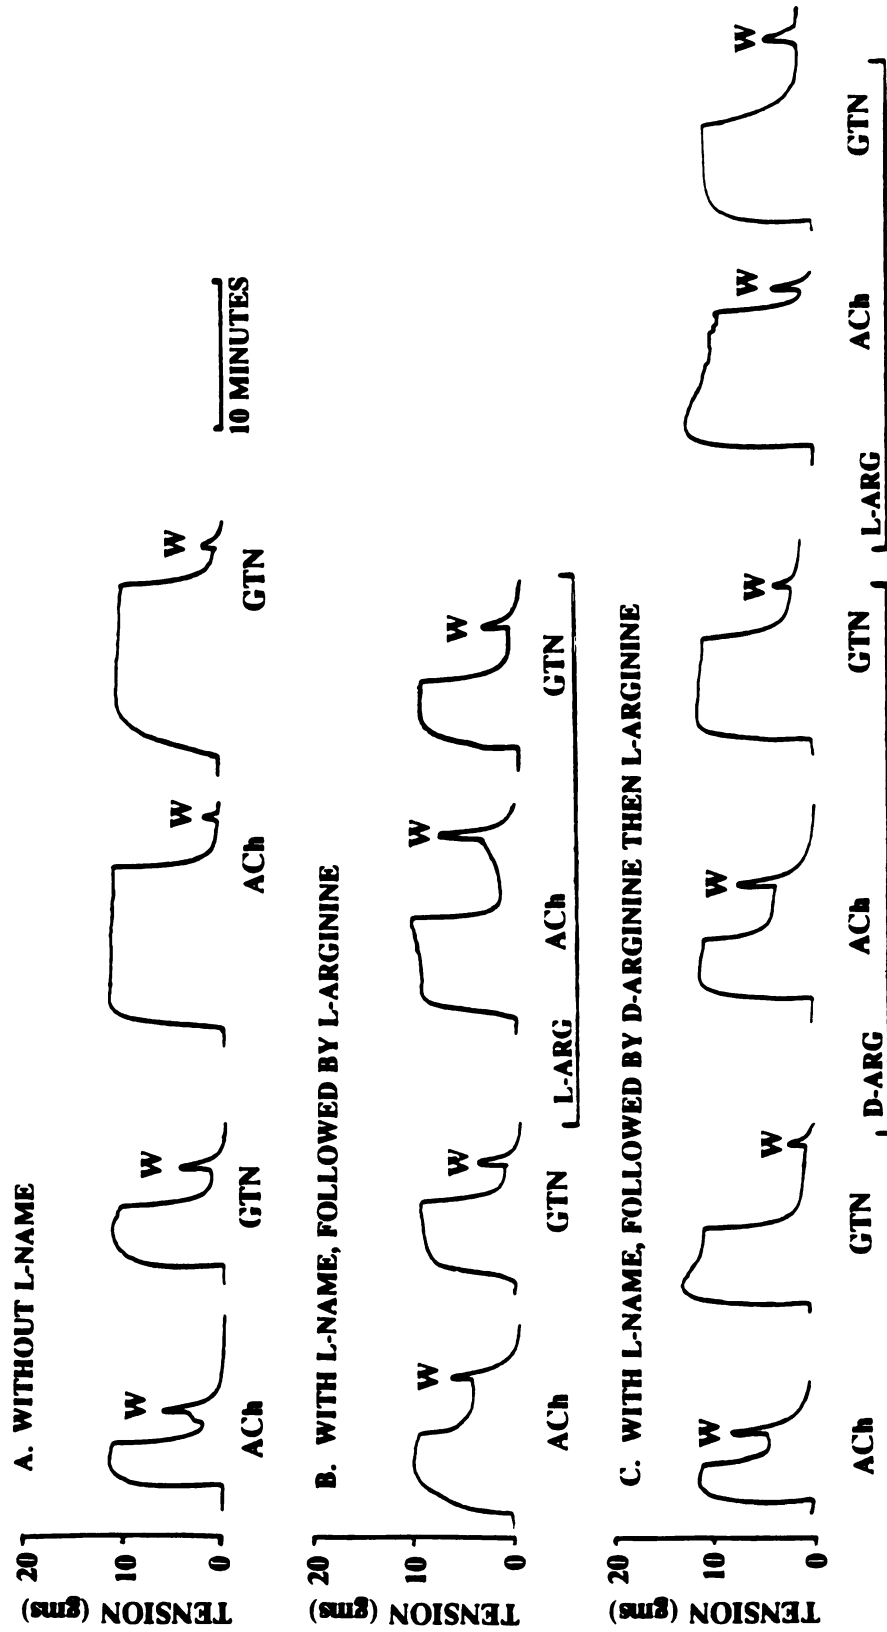 A. WITHOUT L-NAME
TENSION (gms)
20
10
0
W
W
W
W
ACh
GTN
ACh
GTN
10 MINUTES
B. WITH L-NAME, FOLLOWED BY L-ARGININE
TENSION (gms)
20
10
0
W
W
W
W
ACh
GTN
ACh
GTN
L-ARG
C. WITH L-NAME, FOLLOWED BY D-ARGININE THEN L-ARGININE
TENSION (gms)
20
10
0
W
W
W
W
W
W
ACh
GTN
ACh
GTN
ACh
GTN
D-ARG
L-ARG